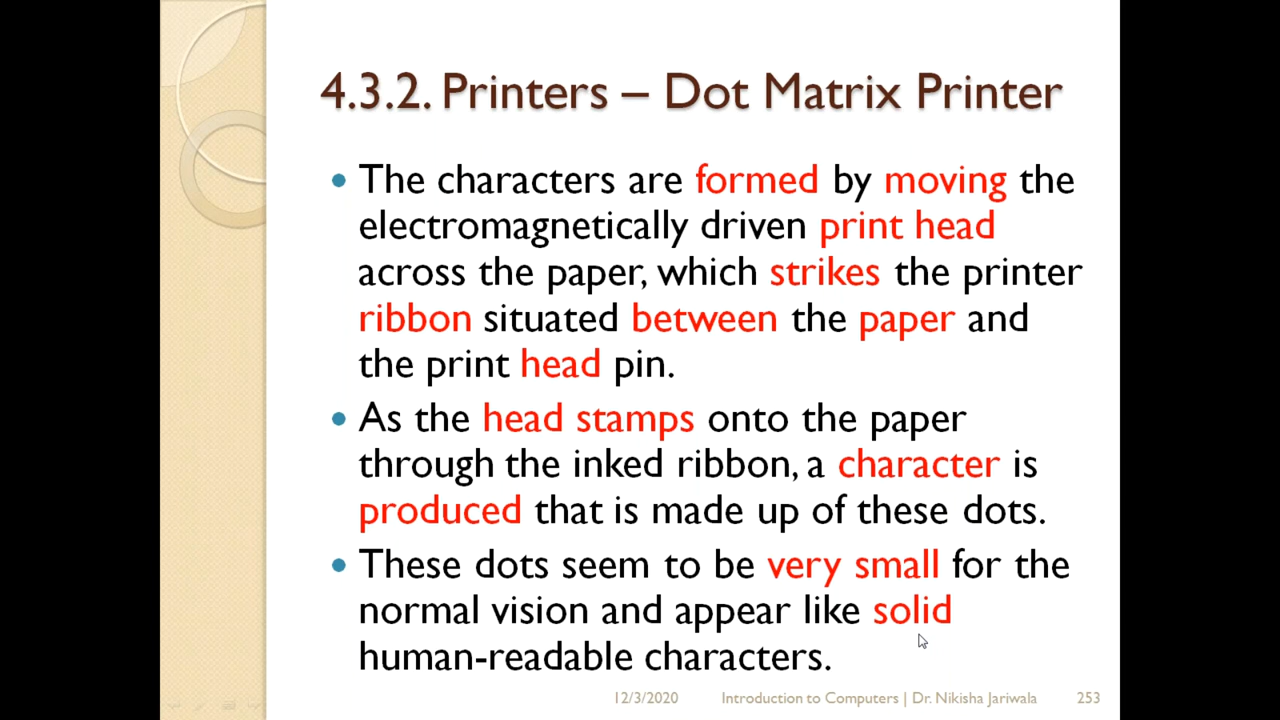 4.3.2. Printers – Dot Matrix Printer
• The characters are formed by moving the
electromagnetically driven print head
across the paper, which strikes the printer
ribbon situated between the paper and
the print head pin.
• As the head stamps onto the paper
through the inked ribbon, a character is
produced that is made up of these dots.
• These dots seem to be very small for the
normal vision and appear like solid
human-readable characters.
12/3/2020 Introduction to Computers | Dr. Nikisha Jariwala 253